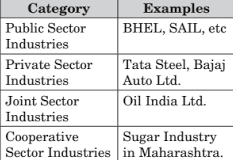 Category Examples
Public Sector BHEL, SAIL, etc
Industries
Private Sector Tata Steel, Bajaj
Industries Auto Ltd.
Joint Sector Oil India Ltd.
Industries
Cooperative Sugar Industry
Sector Industries in Maharashtra.